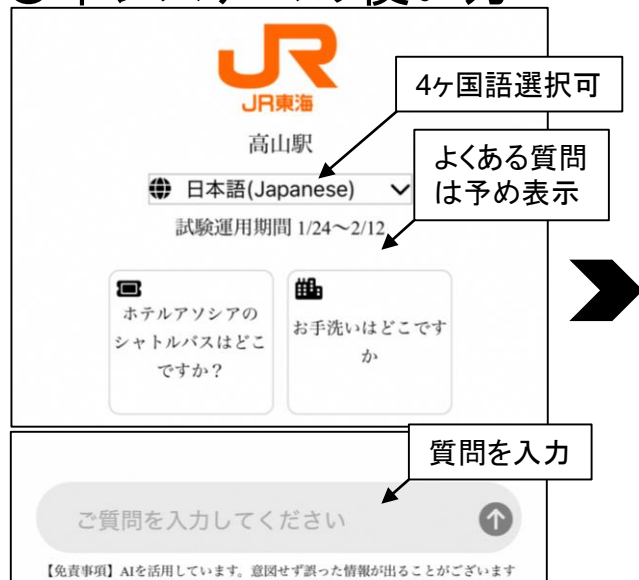 JR
JR東海
4ヶ国語選択可
高山駅
よくある質問
は予め表示
日本語(Japanese)
試験運用期間 1/24～2/12
ホテルアソシアの
シャトルバスはどこ
ですか？
お手洗いはどこです
か
質問を入力
ご質問を入力してください
【免責事項】AIを活用しています。意図せず誤った情報が出ることがございます